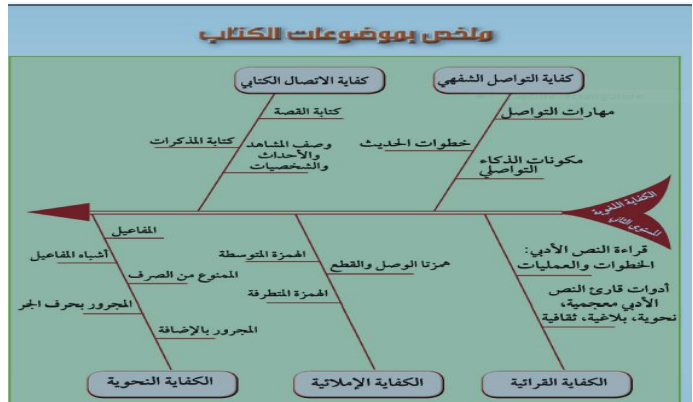 ملخص بموضوعات الكتاب
كفاية التواصل الشفهي
مهارات التواصل
خطوات الحديث
مكونات الذكاء
التواصلي
كفاية الاتصال الكتابي
كتابة القصة
كتابة المذكرات
وصف المشاهد
والأحداث
والشخصيات
الكفاية اللغوية
المستوى الثاني
قراءة النص الأدبي:
الخطوات والعمليات
أدوات قارئ النص
الأدبي معجمية،
نحوية، بلاغية، ثقافية
الكفاية القرائية
الهمزة المتوسطة
همزتا الوصل والقطع
الهمزة المتطرفة
الكفاية الإملائية
المفاعيل
أشباه المفاعيل
الممنوع من الصرف
المجرور بحرف الجر
المجرور بالإضافة
الكفاية النحوية